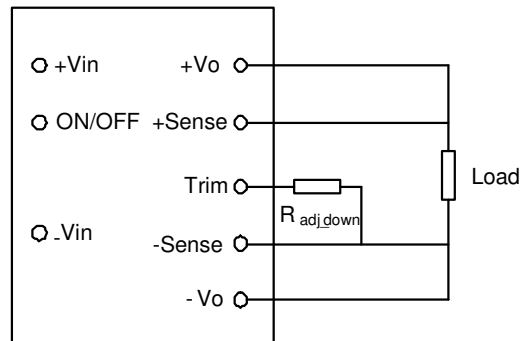 +Vin +Vo
ON/OFF +Sense
Trim
Load
R adj_down
-Vin
-Sense
- Vo